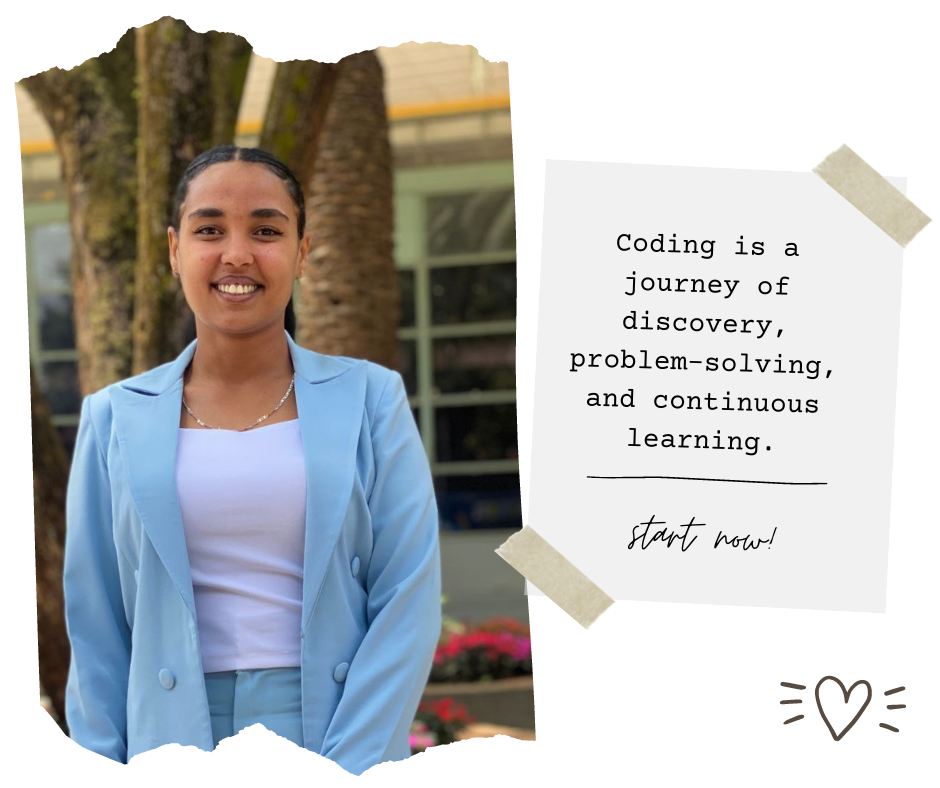 Coding is a
journey of
discovery,
problem-solving,
and continuous
learning.
start now!